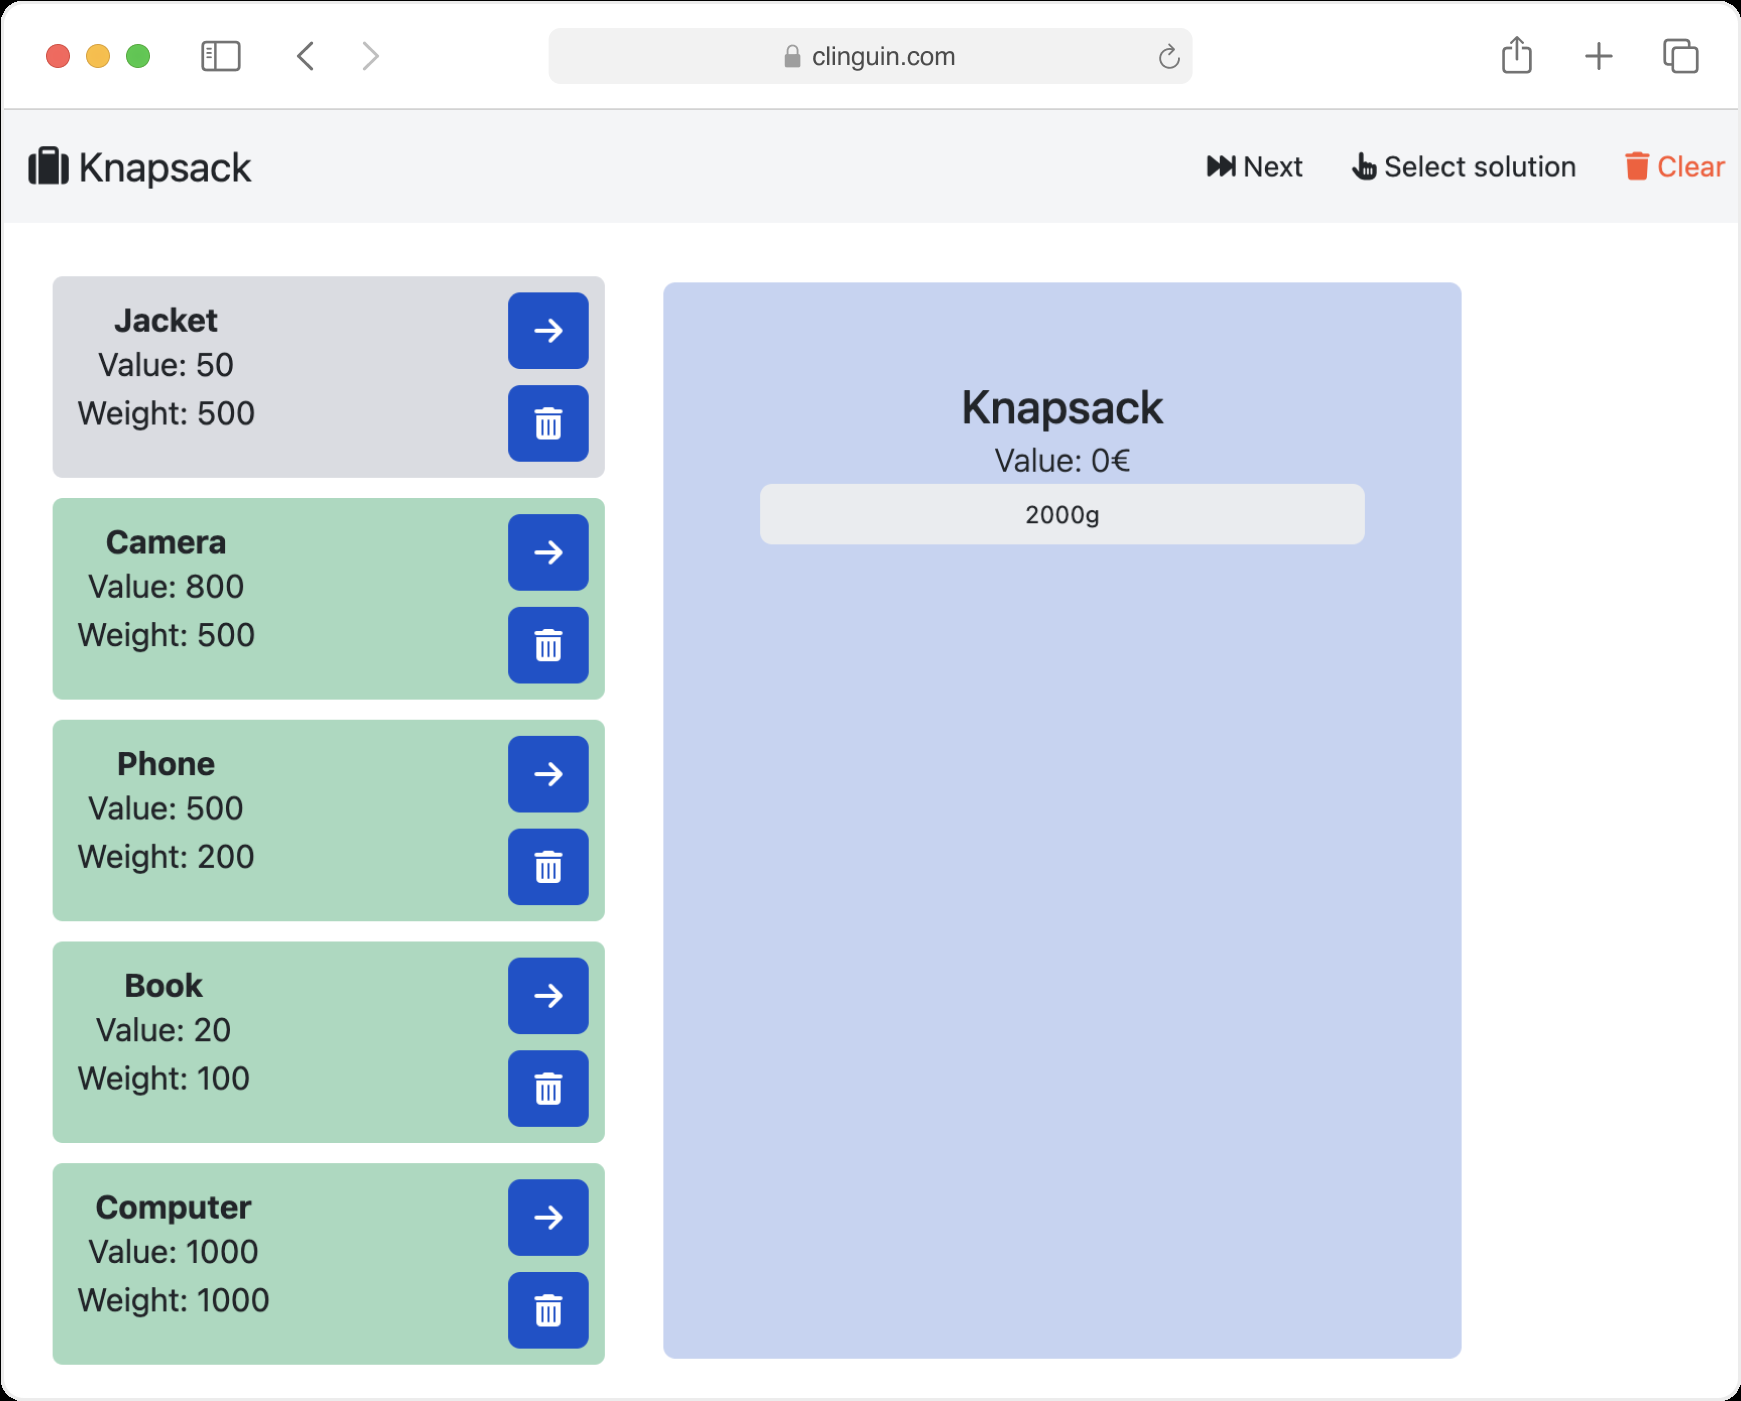 clinguin.com
Knapsack
Next
Select solution
Clear
Jacket
Value: 50
Weight: 500
Camera
Value: 800
Weight: 500
Phone
Value: 500
Weight: 200
Book
Value: 20
Weight: 100
Computer
Value: 1000
Weight: 1000
Knapsack
Value: 0€
2000g